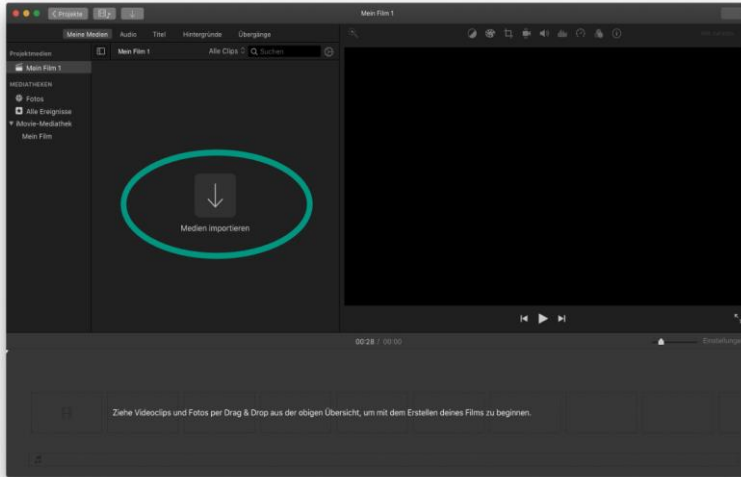 Projekte
Mein Film 1
Meine Medien Audio Titel Hintergründe Übergänge
Projektmedien
Mein Film 1
Alle Clips
Suchen
Mein Film 1
MEDIATHEKEN
Fotos
Alle Ereignisse
iMovie-Mediathek
Mein Film
Medien importieren
00:28 / 00:00
Einstellungen
Ziehe Videoclips und Fotos per Drag & Drop aus der obigen Übersicht, um mit dem Erstellen deines Films zu beginnen.